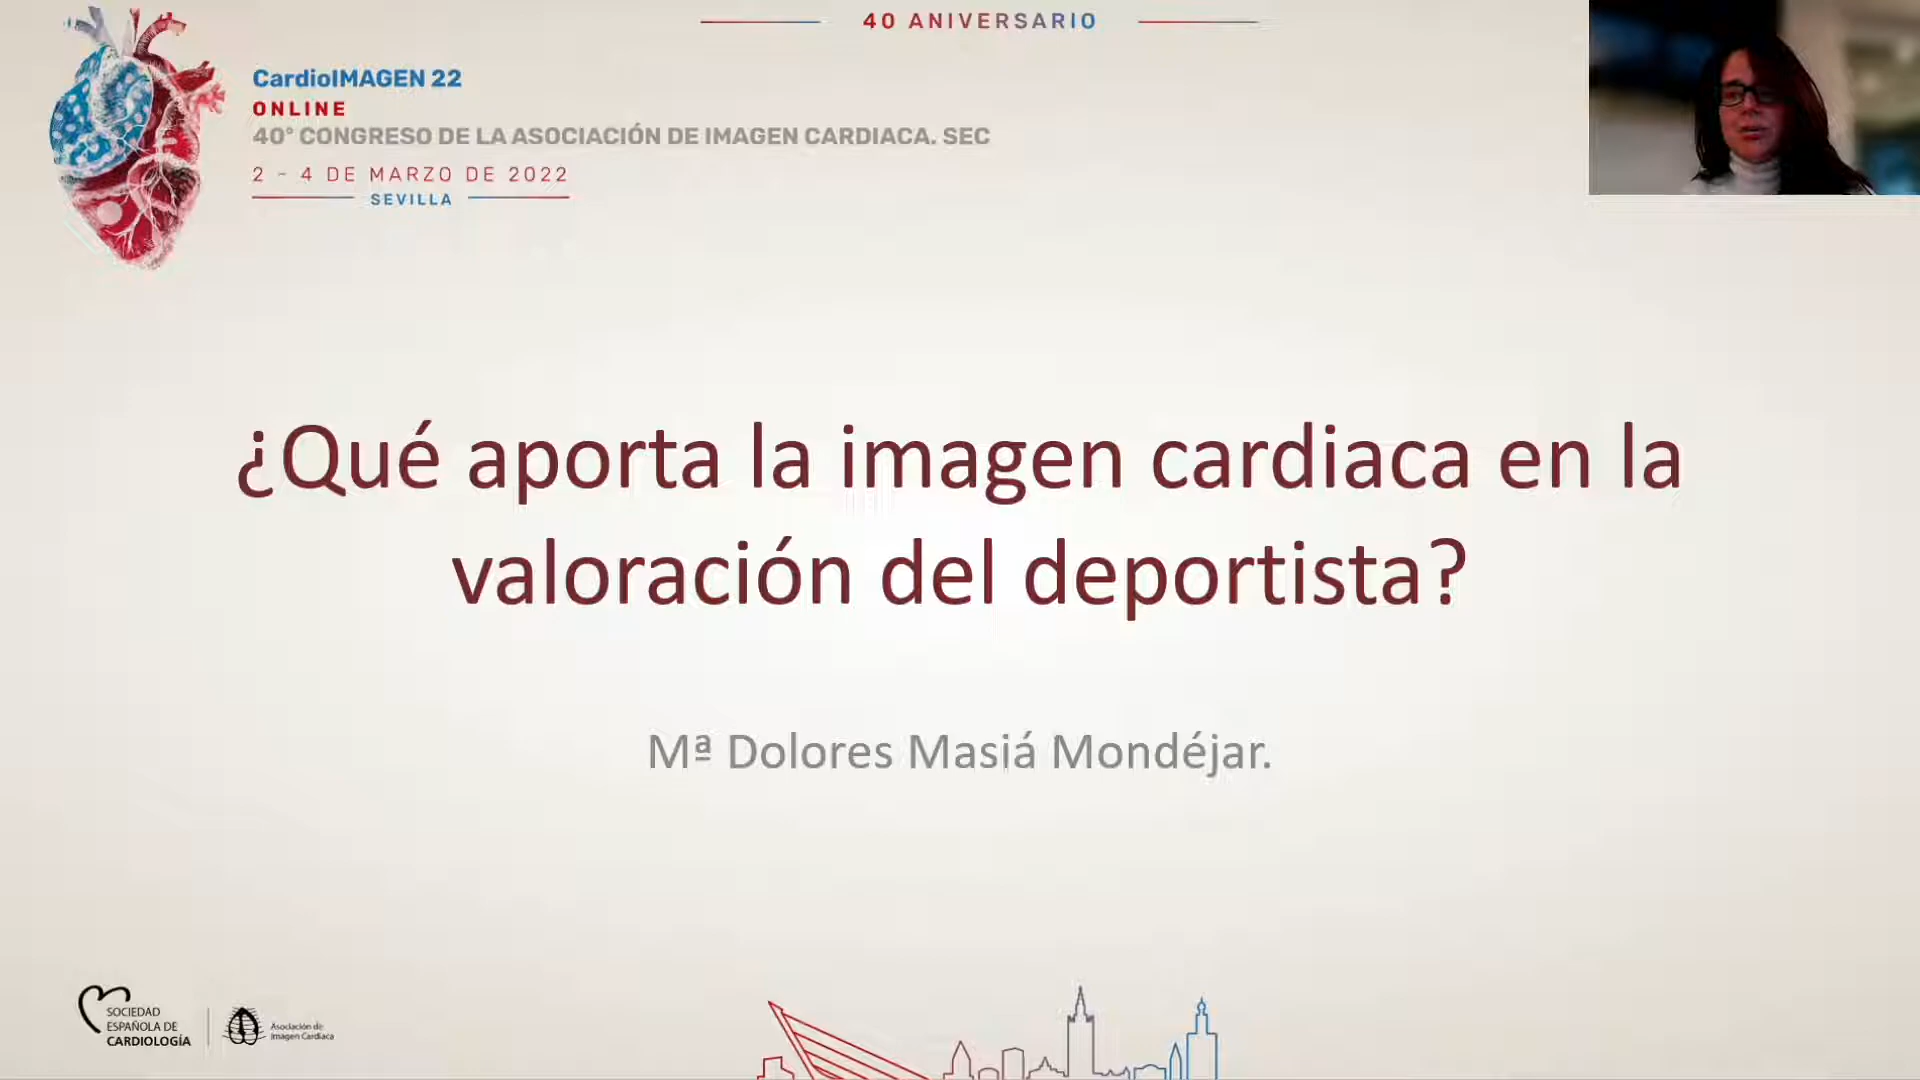 40 ANIVERSARIO
CardioIMAGEN 22
ONLINE
40º CONGRESO DE LA ASOCIACIÓN DE IMAGEN CARDIACA. SEC
2 - 4 DE MARZO DE 2022
SEVILLA
¿Qué aporta la imagen cardiaca en la
valoración del deportista?
Mª Dolores Masiá Mondéjar.
SOCIEDAD
ESPAÑOLA DE
CARDIOLOGÍA
Asociación de
Imagen Cardiaca